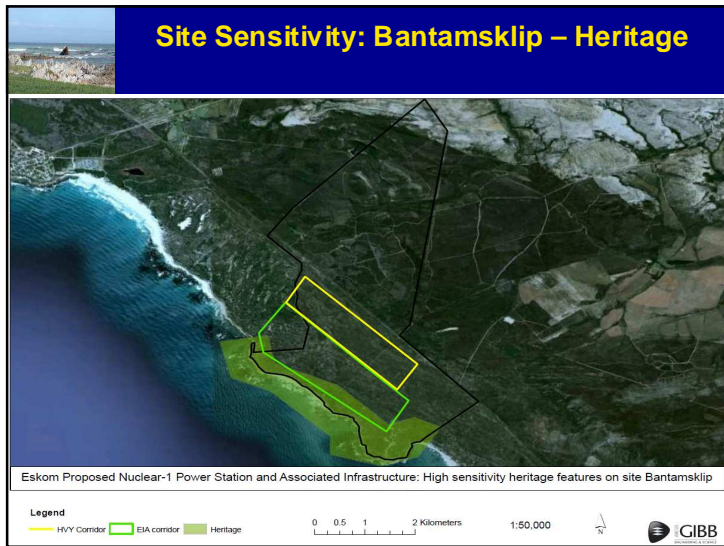 Site Sensitivity: Bantamsklip – Heritage
Eskom Proposed Nuclear-1 Power Station and Associated Infrastructure: High sensitivity heritage features on site Bantamsklip
Legend
HVY Corridor EIA corridor Heritage
0 0.5 1 2 Kilometers
1:50,000
N
GIBB